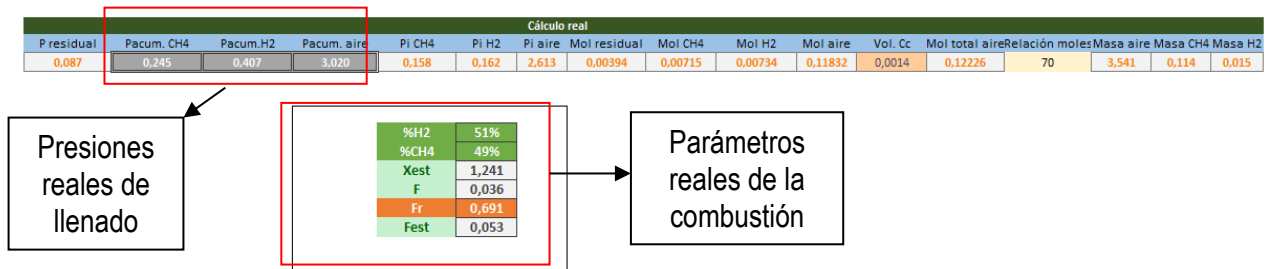 Cálculo real
P residual Pacum. CH4 Pacum.H2 Pacum. aire Pi CH4 Pi H2 Pi aire Mol residual Mol CH4 Mol H2 Mol aire Vol. Cc Mol total aire Relación moles Masa aire Masa CH4 Masa H2
0,087 0,245 0,407 3,020 0,158 0,162 2,613 0,00394 0,00715 0,00734 0,11832 0,0014 0,12226 70 3,541 0,114 0,015
Presiones
reales de
llenado
%H2 51%
%CH4 49%
Xest 1,241
F 0,036
Fr 0,691
Fest 0,053
Parámetros
reales de la
combustión